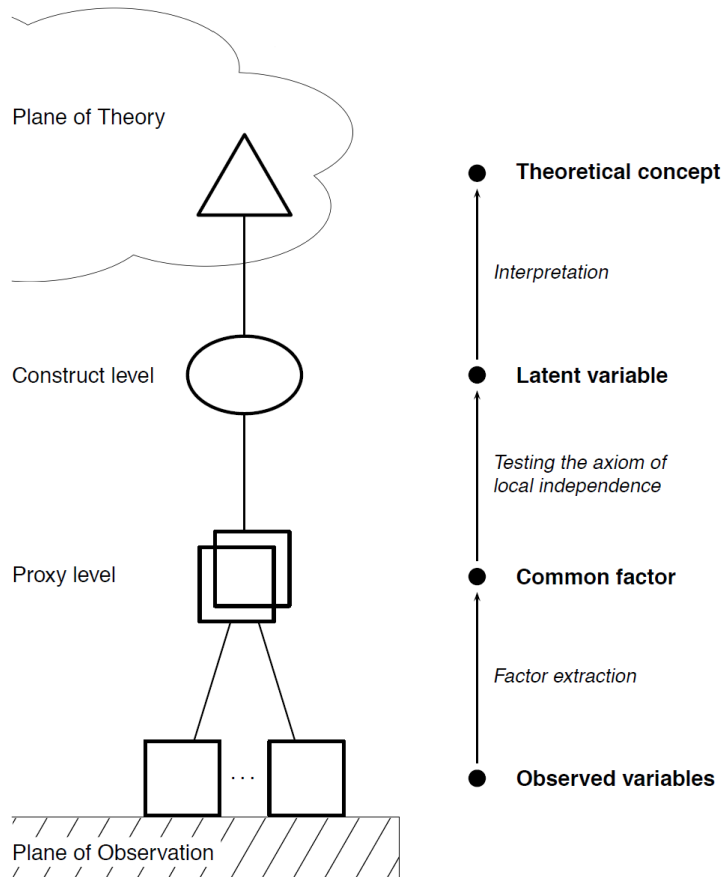 Plane of Theory
Theoretical concept
Interpretation
Construct level
Latent variable
Testing the axiom of
local independence
Proxy level
Common factor
Factor extraction
...
Observed variables
Plane of Observation